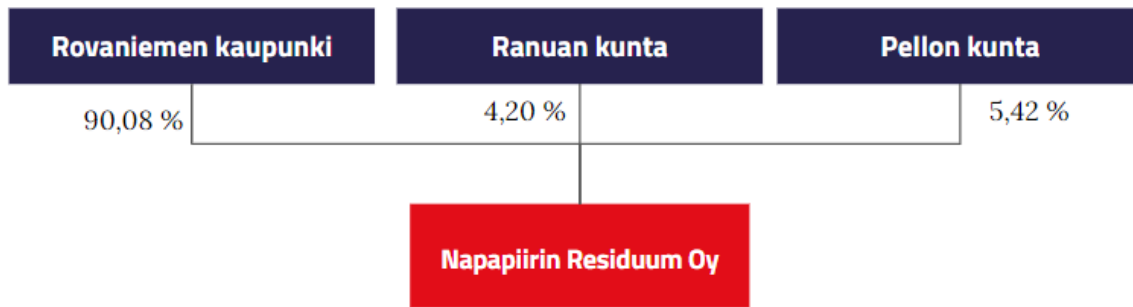 Rovaniemen kaupunki
Ranuan kunta
Pellon kunta
90,08 %
4,20 %
5,42 %
Napapiirin Residuum Oy